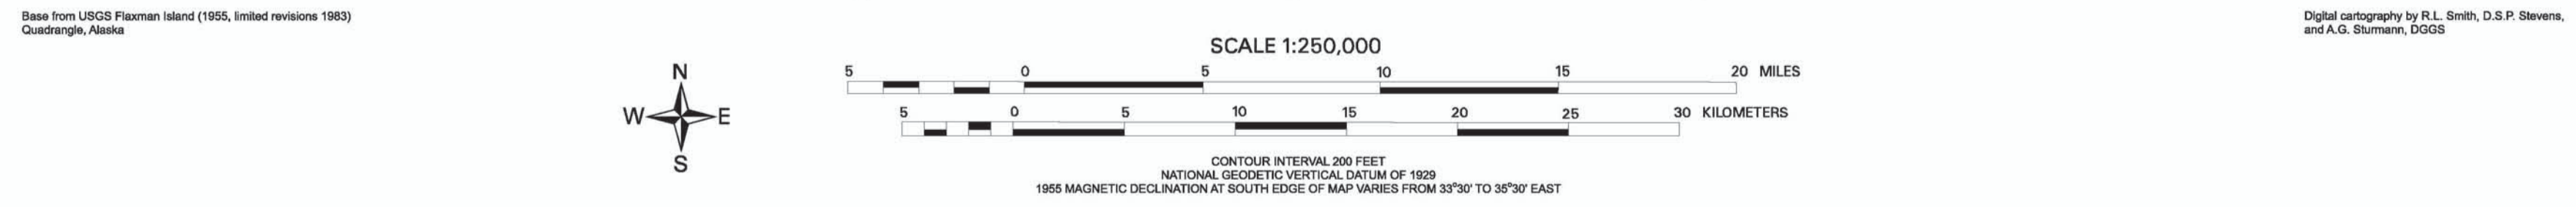 Base from USGS Flaxman Island (1955, limited revisions 1983)
Quadrangle, Alaska
Digital cartography by R.L. Smith, D.S.P. Stevens,
and A.G. Sturmann, DGGS
SCALE 1:250,000
N
W E
S
5 0 5 10 15 20 MILES
5 0 5 10 15 20 25 30 KILOMETERS
CONTOUR INTERVAL 200 FEET
NATIONAL GEODETIC VERTICAL DATUM OF 1929
1955 MAGNETIC DECLINATION AT SOUTH EDGE OF MAP VARIES FROM 33°30' TO 35°30' EAST